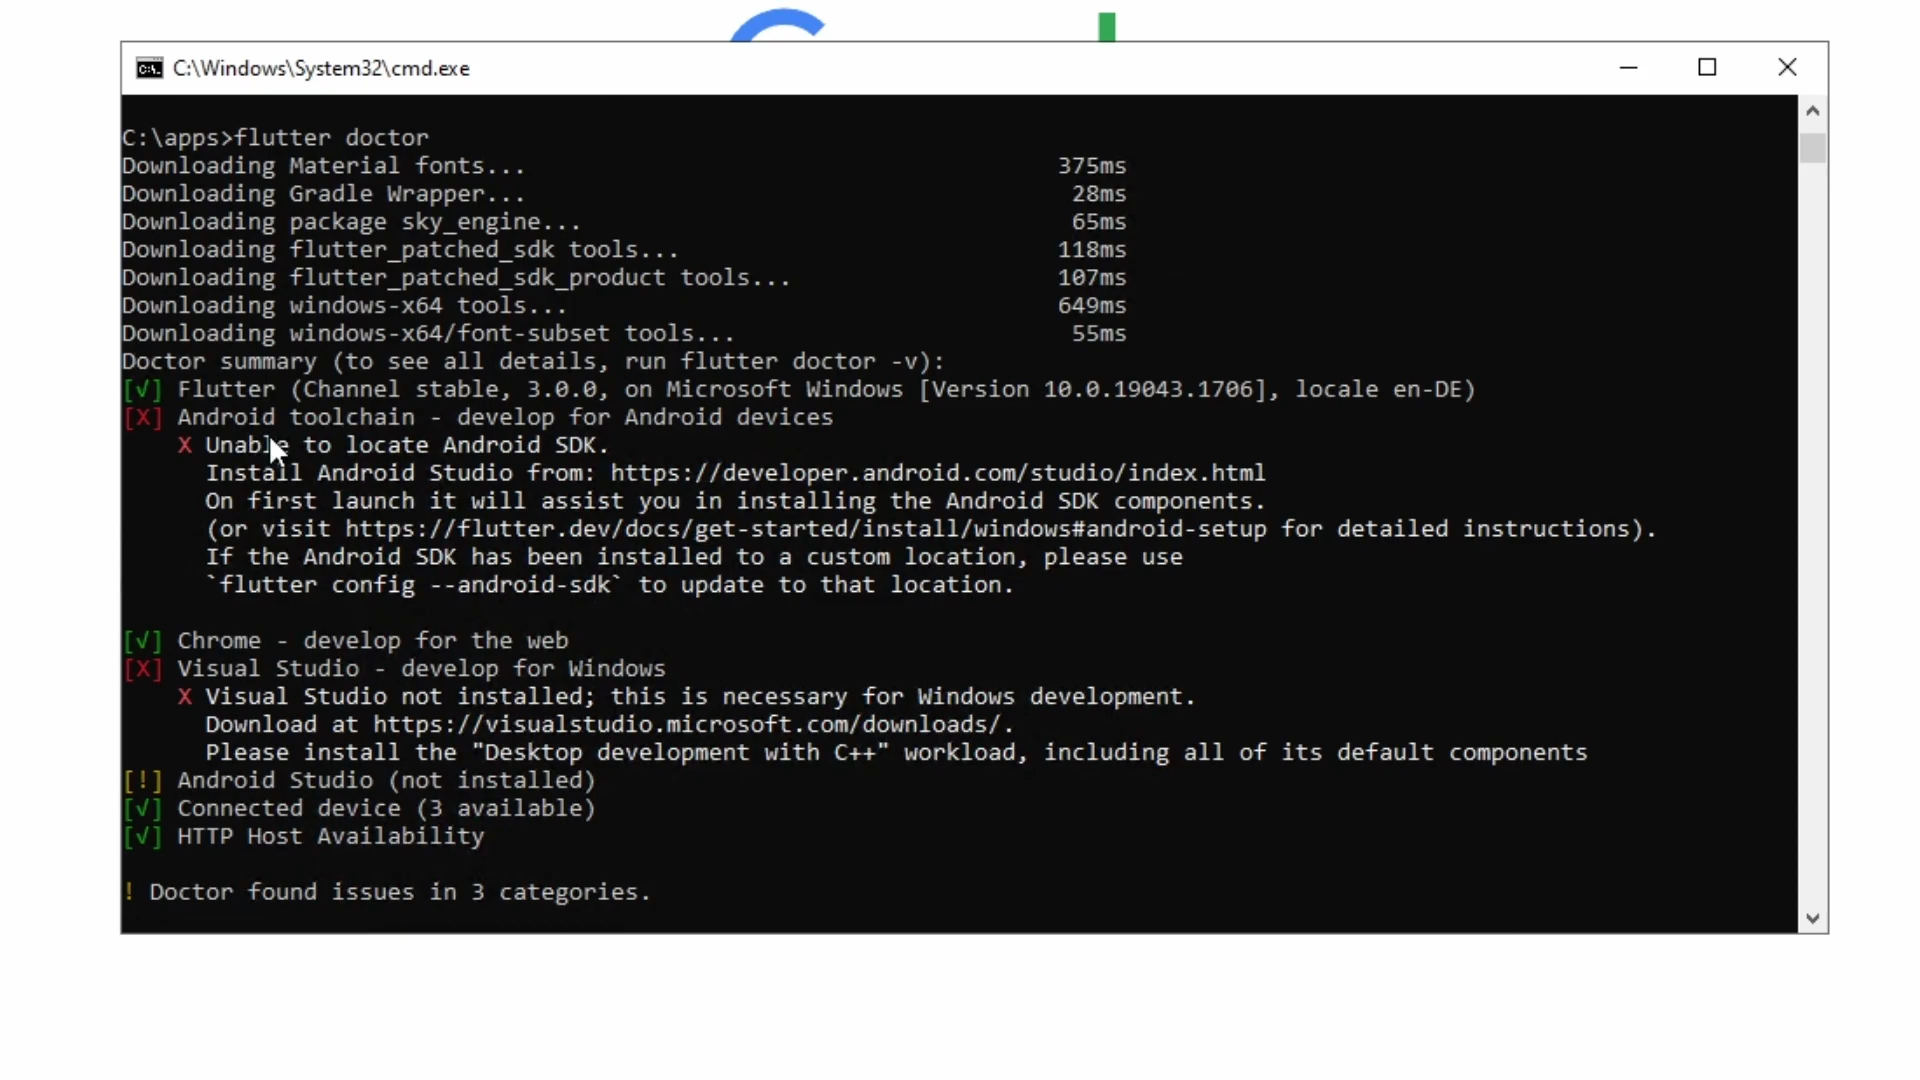 C:\Windows\System32\cmd.exe
C:\apps>flutter doctor
Downloading Material fonts... 375ms
Downloading Gradle Wrapper... 28ms
Downloading package sky_engine... 65ms
Downloading flutter_patched_sdk tools... 118ms
Downloading flutter_patched_sdk_product tools... 107ms
Downloading windows-x64 tools... 649ms
Downloading windows-x64/font-subset tools... 55ms
Doctor summary (to see all details, run flutter doctor -v):
[√] Flutter (Channel stable, 3.0.0, on Microsoft Windows [Version 10.0.19043.1706], locale en-DE)
[X] Android toolchain - develop for Android devices
X Unable to locate Android SDK.
Install Android Studio from: https://developer.android.com/studio/index.html
On first launch it will assist you in installing the Android SDK components.
(or visit https://flutter.dev/docs/get-started/install/windows#android-setup for detailed instructions).
If the Android SDK has been installed to a custom location, please use
`flutter config --android-sdk` to update to that location.
[√] Chrome - develop for the web
[X] Visual Studio - develop for Windows
X Visual Studio not installed; this is necessary for Windows development.
Download at https://visualstudio.microsoft.com/downloads/.
Please install the "Desktop development with C++" workload, including all of its default components
[!] Android Studio (not installed)
[√] Connected device (3 available)
[√] HTTP Host Availability
! Doctor found issues in 3 categories.